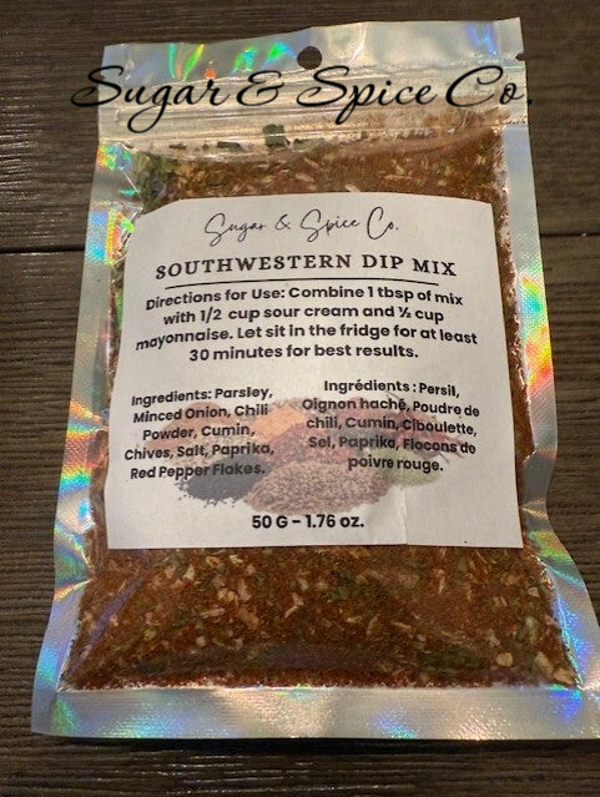 Sugar & Spice Co.
Sugar & Spice Co.
SOUTHWESTERN DIP MIX
Directions for Use: Combine 1 tbsp of mix
with 1/2 cup sour cream and ½ cup
mayonnaise. Let sit in the fridge for at least
30 minutes for best results.
Ingredients: Parsley,
Minced Onion, Chili
Powder, Cumin,
Chives, Salt, Paprika,
Red Pepper Flakes.
Ingrédients : Persil,
Oignon haché, Poudre de
chili, Cumin, Ciboulette,
Sel, Paprika, Flocons de
poivre rouge.
50 G - 1.76 oz.